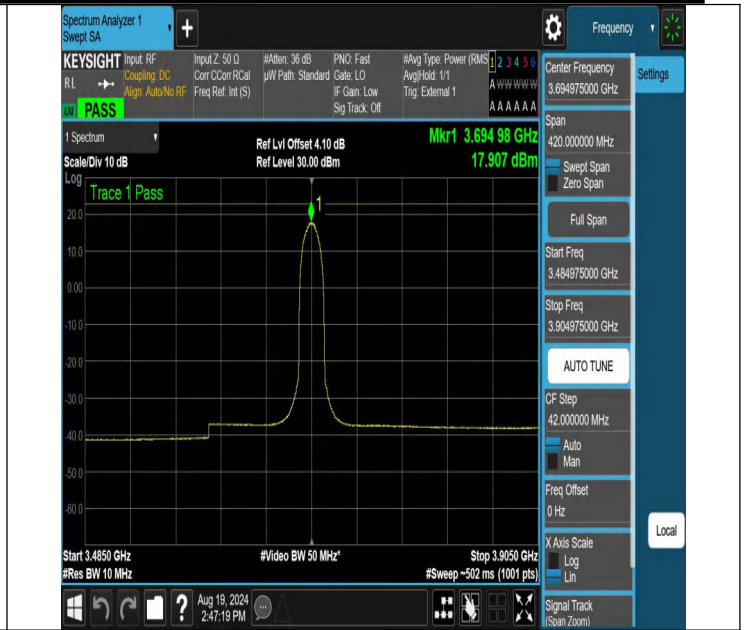 Spectrum Analyzer 1
Swept SA
+
Frequency
KEYSIGHT
RL
PASS
Input: RF
Coupling: DC
Align: Auto/No RF
Input Z: 50 Ω
Corr CCorr RCal
Freq Ref: Int (S)
#Atten: 36 dB
µW Path: Standard
PNO: Fast
Gate: LO
IF Gain: Low
Sig Track: Off
#Avg Type: Power (RMS
Avg|Hold: 1/1
Trig: External 1
1 2 3 4 5 6
A W W W W W
A A A A A A
1 Spectrum
Scale/Div 10 dB
Ref Lvl Offset 4.10 dB
Ref Level 30.00 dBm
Mkr1 3.694 98 GHz
17.907 dBm
Log
Trace 1 Pass
1
20.0
10.0
0.00
-10.0
-20.0
-30.0
-40.0
-50.0
-60.0
Start 3.4850 GHz
#Res BW 10 MHz
#Video BW 50 MHz*
Stop 3.9050 GHz
#Sweep ~502 ms (1001 pts)
Center Frequency
3.694975000 GHz
Settings
Span
420.000000 MHz
Swept Span
Zero Span
Full Span
Start Freq
3.484975000 GHz
Stop Freq
3.904975000 GHz
AUTO TUNE
CF Step
42.000000 MHz
Auto
Man
Freq Offset
0 Hz
X Axis Scale
Log
Lin
Local
Signal Track
(Span Zoom)
?
Aug 19, 2024
2:47:19 PM